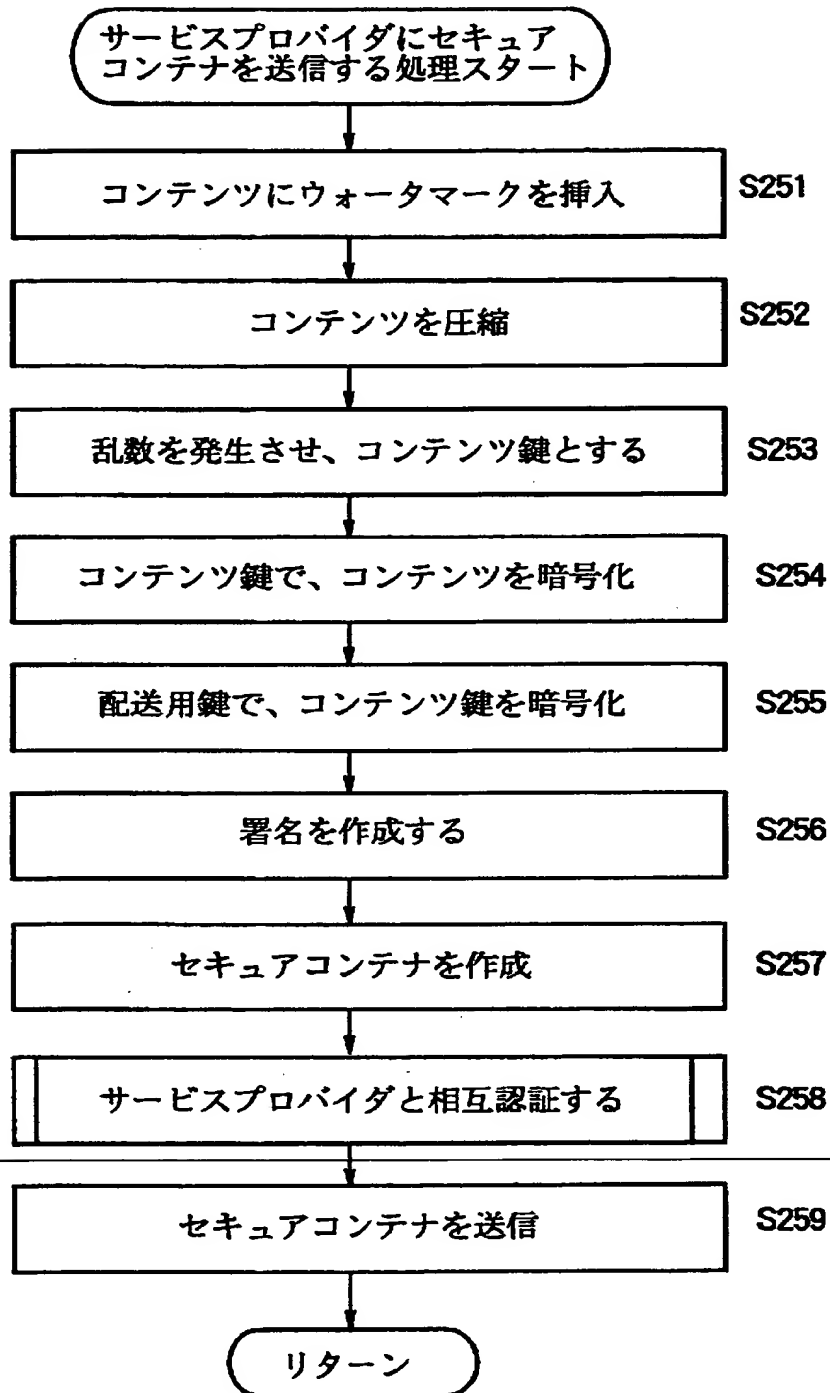 サービスプロバイダにセキュア
コンテナを送信する処理スタート
コンテンツにウォータマークを挿入 S251
コンテンツを圧縮 S252
乱数を発生させ、コンテンツ鍵とする S253
コンテンツ鍵で、コンテンツを暗号化 S254
配送用鍵で、コンテンツ鍵を暗号化 S255
署名を作成する S256
セキュアコンテナを作成 S257
サービスプロバイダと相互認証する S258
セキュアコンテナを送信 S259
リターン